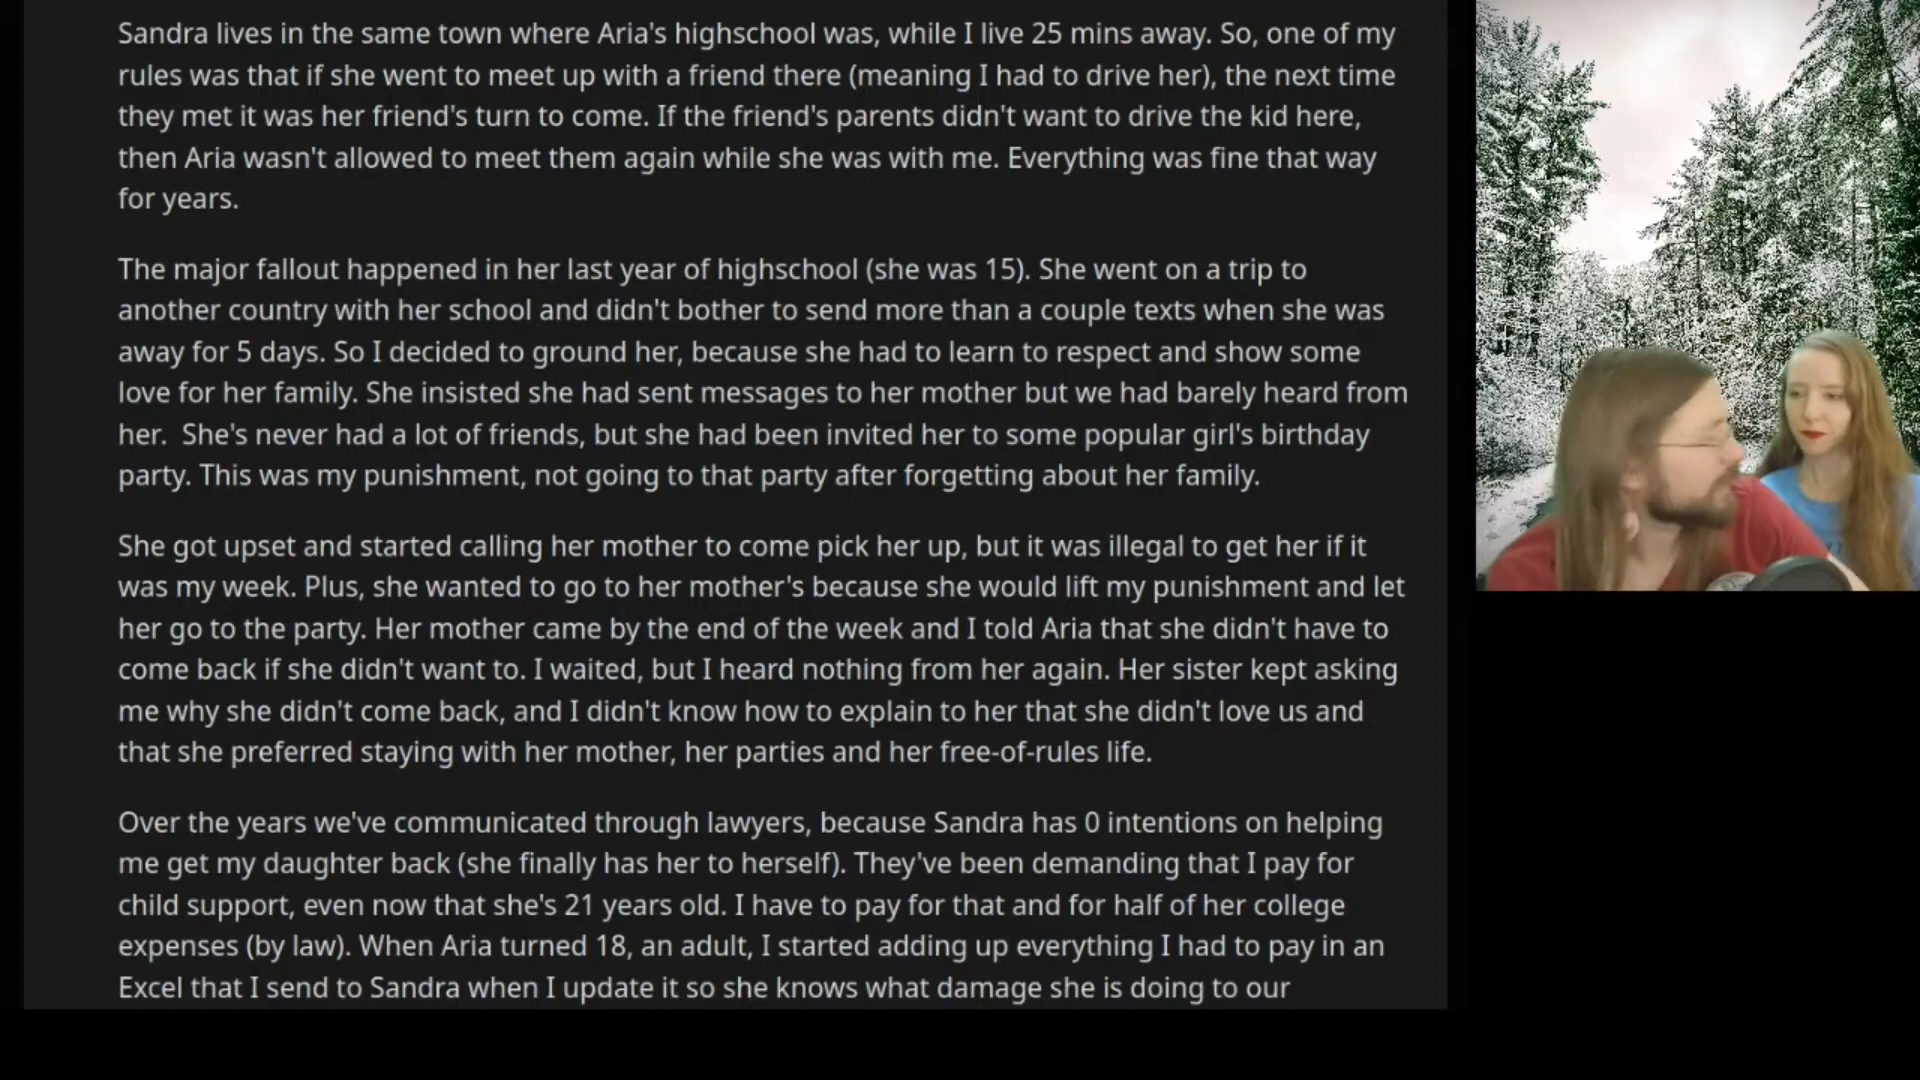 Sandra lives in the same town where Aria's highschool was, while I live 25 mins away. So, one of my
rules was that if she went to meet up with a friend there (meaning I had to drive her), the next time
they met it was her friend's turn to come. If the friend's parents didn't want to drive the kid here,
then Aria wasn't allowed to meet them again while she was with me. Everything was fine that way
for years.
The major fallout happened in her last year of highschool (she was 15). She went on a trip to
another country with her school and didn't bother to send more than a couple texts when she was
away for 5 days. So I decided to ground her, because she had to learn to respect and show some
love for her family. She insisted she had sent messages to her mother but we had barely heard from
her.  She's never had a lot of friends, but she had been invited her to some popular girl's birthday
party. This was my punishment, not going to that party after forgetting about her family.
She got upset and started calling her mother to come pick her up, but it was illegal to get her if it
was my week. Plus, she wanted to go to her mother's because she would lift my punishment and let
her go to the party. Her mother came by the end of the week and I told Aria that she didn't have to
come back if she didn't want to. I waited, but I heard nothing from her again. Her sister kept asking
me why she didn't come back, and I didn't know how to explain to her that she didn't love us and
that she preferred staying with her mother, her parties and her free-of-rules life.
Over the years we've communicated through lawyers, because Sandra has 0 intentions on helping
me get my daughter back (she finally has her to herself). They've been demanding that I pay for
child support, even now that she's 21 years old. I have to pay for that and for half of her college
expenses (by law). When Aria turned 18, an adult, I started adding up everything I had to pay in an
Excel that I send to Sandra when I update it so she knows what damage she is doing to our